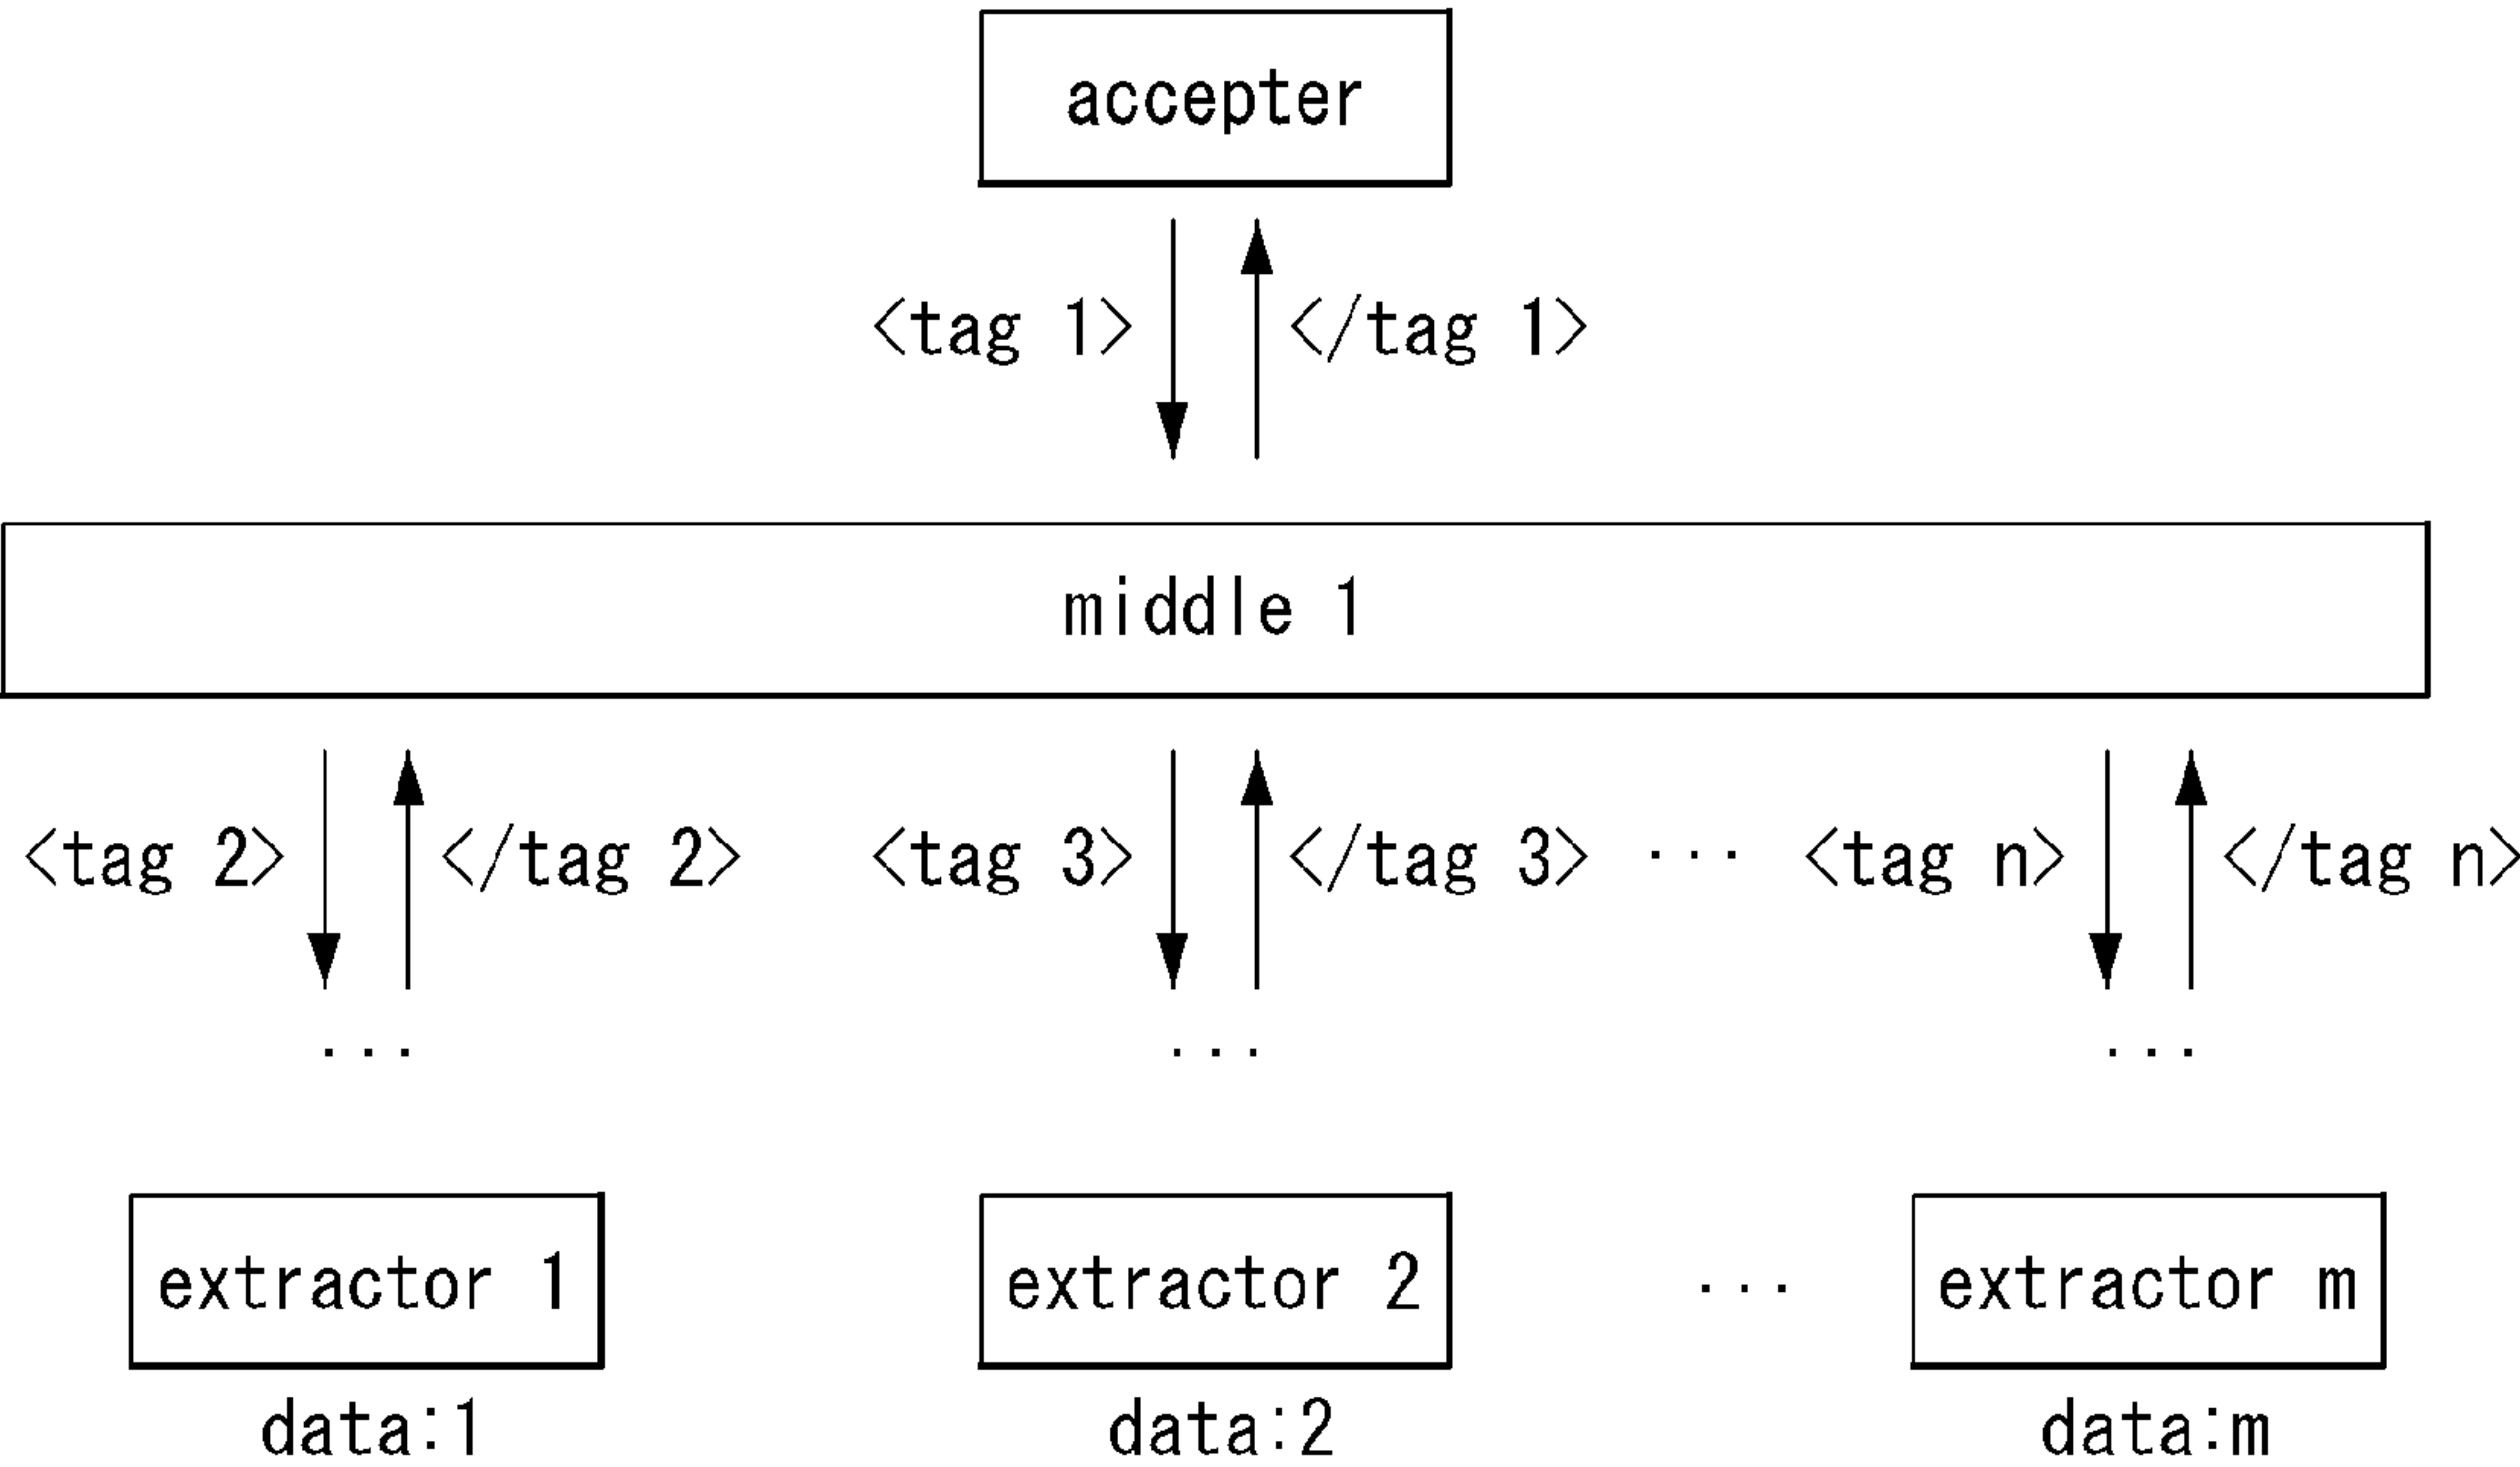 accepter
<tag 1> </tag 1>
middle 1
<tag 2> </tag 2> <tag 3> </tag 3> ... <tag n> </tag n>
... ... ...
extractor 1 extractor 2 ... extractor m
data:1 data:2 data:m